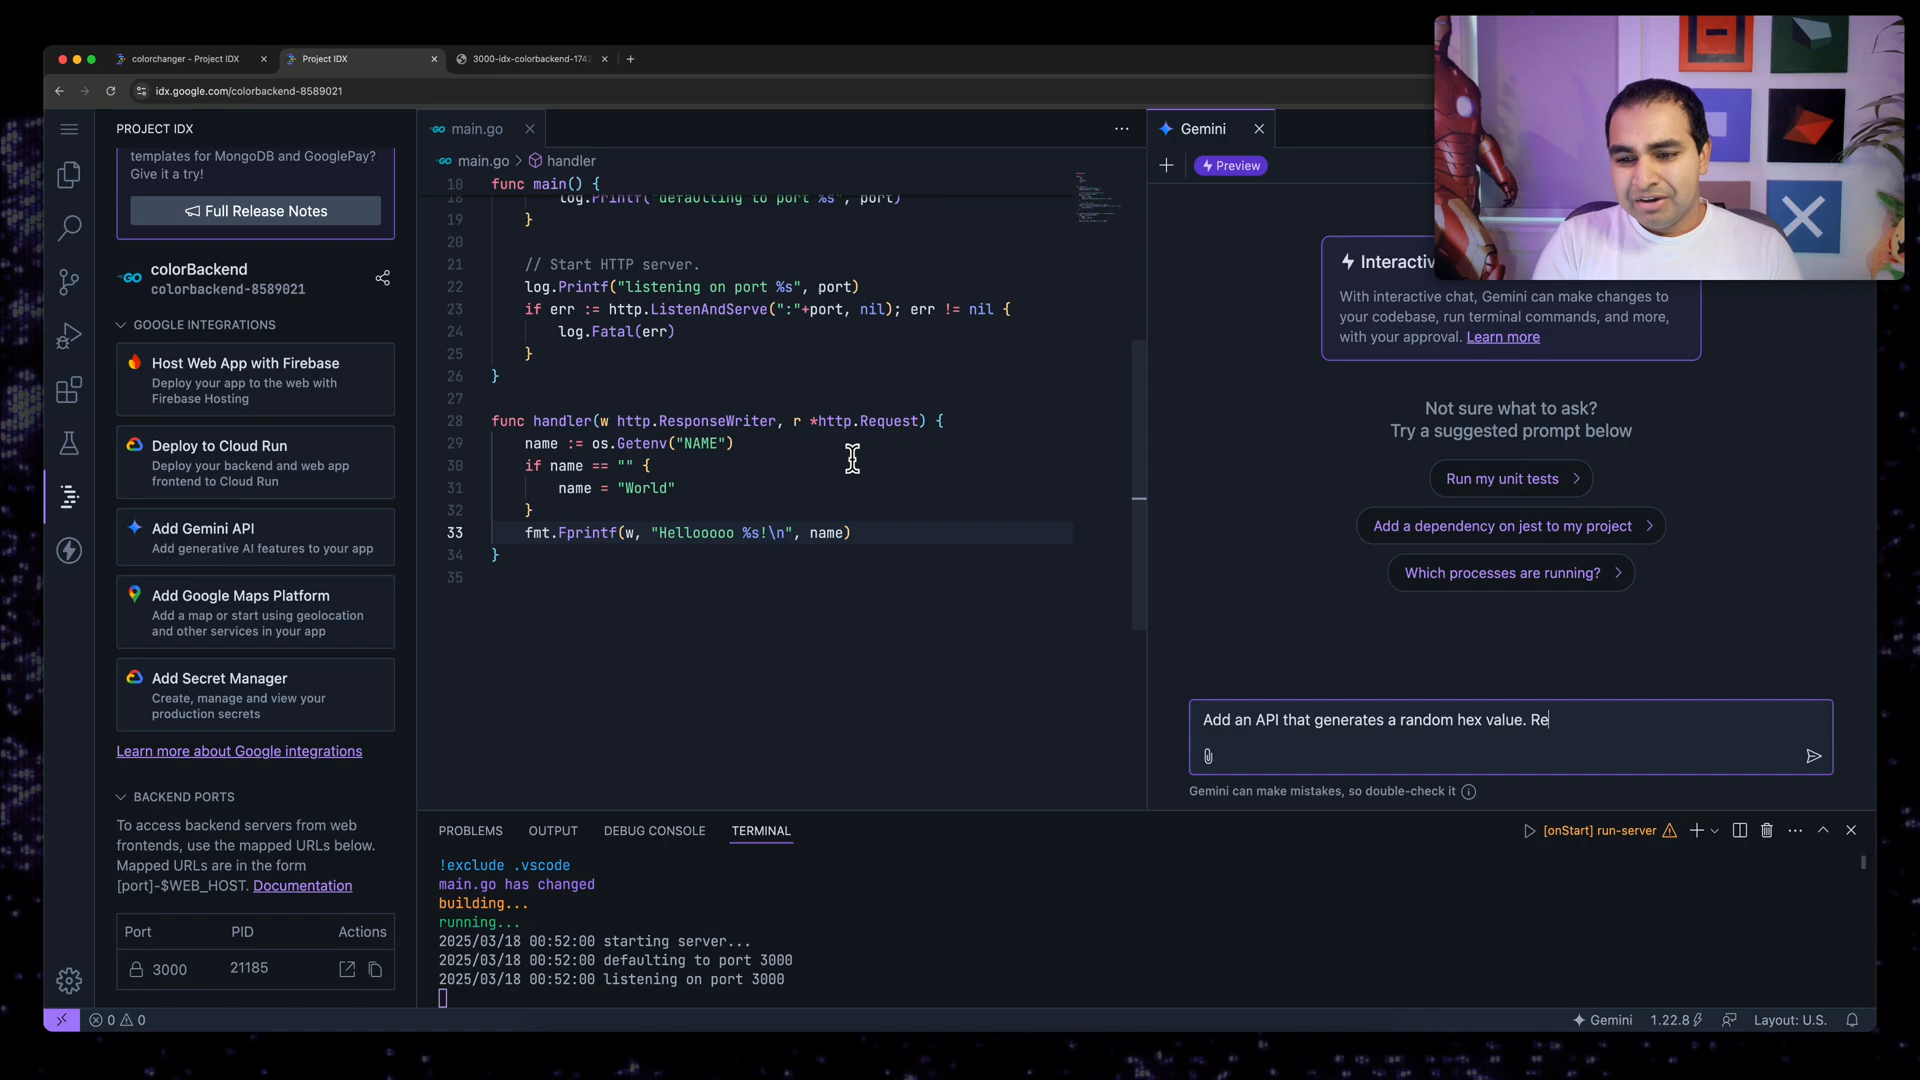 colorchanger - Project IDX
Project IDX
3000-idx-colorbackend-1742
idx.google.com/colorbackend-8589021
PROJECT IDX
templates for MongoDB and GooglePay?
Give it a try!
Full Release Notes
colorBackend
colorbackend-8589021
GOOGLE INTEGRATIONS
Host Web App with Firebase
Deploy your app to the web with
Firebase Hosting
Deploy to Cloud Run
Deploy your backend and web app
frontend to Cloud Run
Add Gemini API
Add generative AI features to your app
Add Google Maps Platform
Add a map or start using geolocation
and other services in your app
Add Secret Manager
Create, manage and view your
production secrets
Learn more about Google integrations
BACKEND PORTS
To access backend servers from web
frontends, use the mapped URLs below.
Mapped URLs are in the form
[port]-$WEB_HOST. Documentation
Port PID Actions
3000 21185
main.go
main.go > handler
10 func main() {
18 log.Printf("defaulting to port %s", port)
19 }
20
21 // Start HTTP server.
22 log.Printf("listening on port %s", port)
23 if err := http.ListenAndServe(":"+port, nil); err != nil {
24 log.Fatal(err)
25 }
26 }
27
28 func handler(w http.ResponseWriter, r *http.Request) {
29 name := os.Getenv("NAME")
30 if name == "" {
31 name = "World"
32 }
33 fmt.Fprintf(w, "Hellooooo %s!\n", name)
34 }
35
Gemini
Preview
Interactiv
With interactive chat, Gemini can make changes to
your codebase, run terminal commands, and more,
with your approval. Learn more
Not sure what to ask?
Try a suggested prompt below
Run my unit tests
Add a dependency on jest to my project
Which processes are running?
Add an API that generates a random hex value. Re
Gemini can make mistakes, so double-check it
PROBLEMS OUTPUT DEBUG CONSOLE TERMINAL
[onStart] run-server
!exclude .vscode
main.go has changed
building...
running...
2025/03/18 00:52:00 starting server...
2025/03/18 00:52:00 defaulting to port 3000
2025/03/18 00:52:00 listening on port 3000
0 0
Gemini 1.22.8 Layout: U.S.